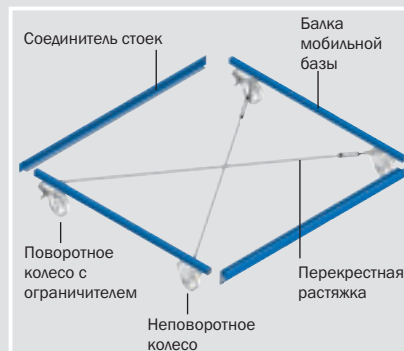 Соединитель стоек
Балка
мобильной
базы
Поворотное
колесо с
ограничителем
Перекрестная
растяжка
Неповоротное
колесо